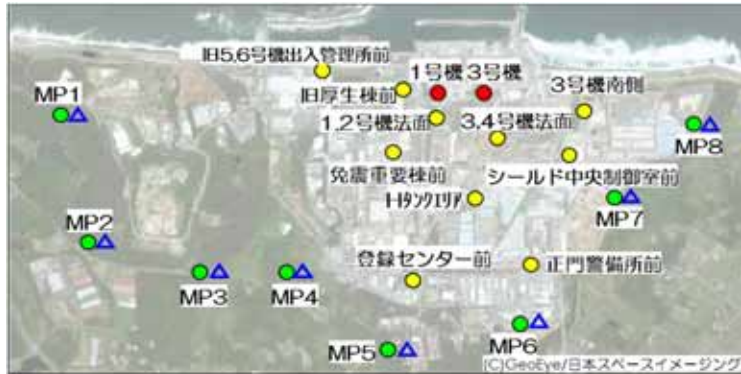 旧5,6号機出入管理所前
1号機 3号機
3号機南側
MP1
旧厚生棟前
1,2号機法面
3,4号機法面
MP8
免震重要棟前
シールド中央制御室前
Hタンクエリア
MP7
MP2
登録センター前
正門警備所前
MP3
MP4
MP6
MP5
(C)GeoEye/日本スペースイメージング